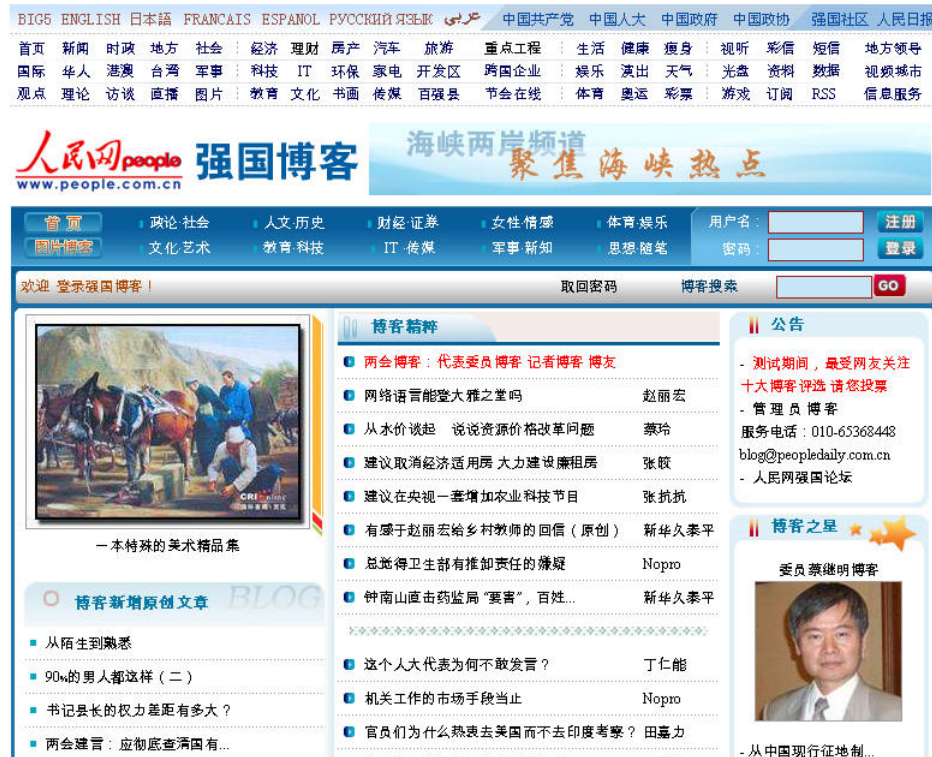 BIG5 ENGLISH 日本語 FRANCAIS ESPANOL РУССКИЙ ЯЗЫК عربي 中国共产党 中国人大 中国政府 中国政协 强国社区 人民日报
首页 新闻 时政 地方 社会 经济 理财 房产 汽车 旅游 重点工程 生活 健康 瘦身 视听 彩信 短信 地方领导
国际 华人 港澳 台湾 军事 科技 IT 环保 家电 开发区 跨国企业 娱乐 演出 天气 光盘 资料 数据 视频城市
观点 理论 访谈 直播 图片 教育 文化 书画 传媒 百强县 节会在线 体育 奥运 彩票 游戏 订阅 RSS 信息服务
人民网 people 强国博客
www.people.com.cn
海峡两岸频道
聚焦海峡热点
首页 政论·社会 人文·历史 财经·证券 女性·情感 体育·娱乐 用户名： 注册
图片博客 文化·艺术 教育·科技 IT·传媒 军事·新知 思想·随笔 密码： 登录
欢迎 登录强国博客！ 取回密码 博客搜索 GO
CRI online
国际在线
一本特殊的美术精品集
博客新增原创文章 BLOG
从陌生到熟悉
90%的男人都这样（二）
书记县长的权力差距有多大？
两会建言：应彻底查清国有...
博客精粹
两会博客：代表委员博客 记者博客 博友
网络语言能登大雅之堂吗 赵丽宏
从水价谈起 说说资源价格改革问题 蔡玲
建议取消经济适用房 大力建设廉租房 张皎
建议在央视一套增加农业科技节目 张抗抗
有感于赵丽宏给乡村教师的回信（原创） 新华久泰平
总觉得卫生部有推卸责任的嫌疑 Nopro
钟南山直击药监局“要害”，百姓... 新华久泰平
这个人大代表为何不敢发言？ 丁仁能
机关工作的市场手段当止 Nopro
官员们为什么热衷去美国而不去印度考察？ 田嘉力
公告
- 测试期间，最受网友关注
十大博客评选 请您投票
- 管理员博客
服务电话：010-65368448
blog@peopledaily.com.cn
- 人民网强国论坛
博客之星
委员蔡继明博客
- 从中国现行征地制...